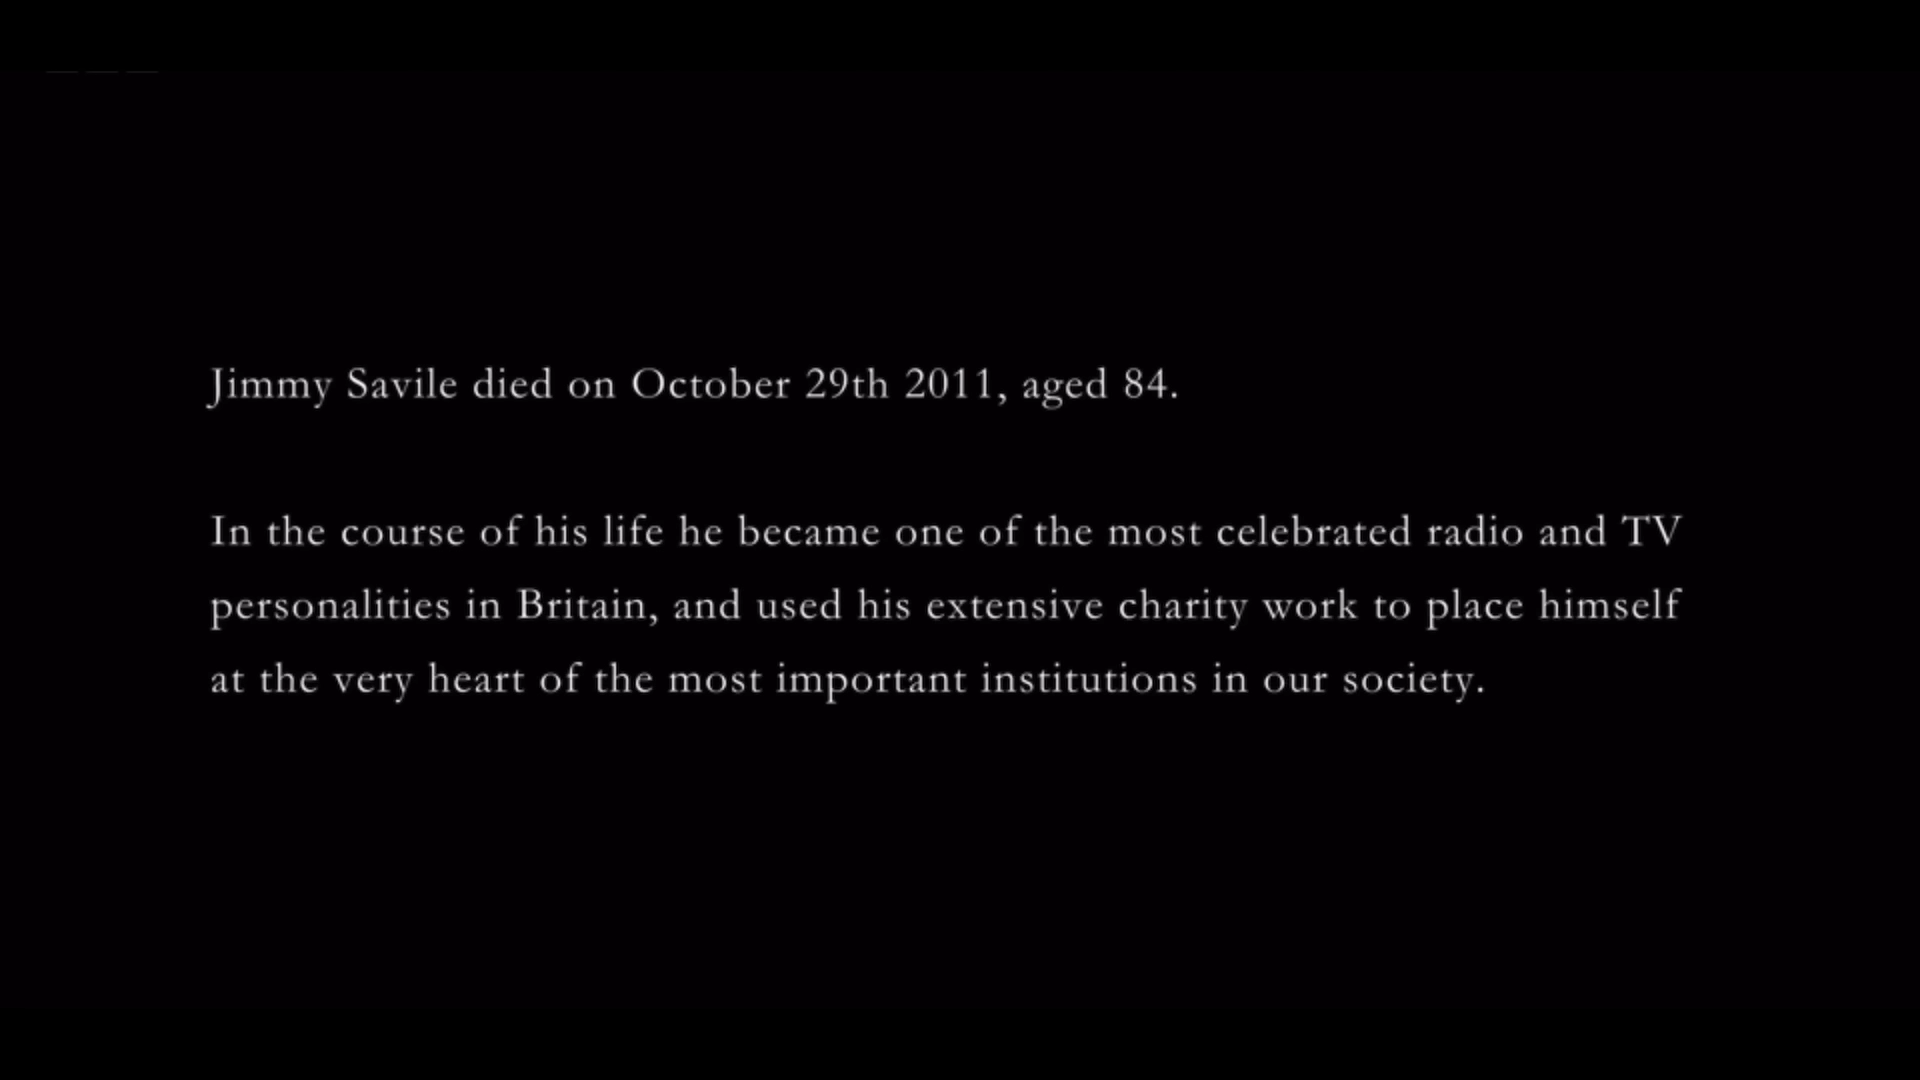 Jimmy Savile died on October 29th 2011, aged 84.
In the course of his life he became one of the most celebrated radio and TV
personalities in Britain, and used his extensive charity work to place himself
at the very heart of the most important institutions in our society.